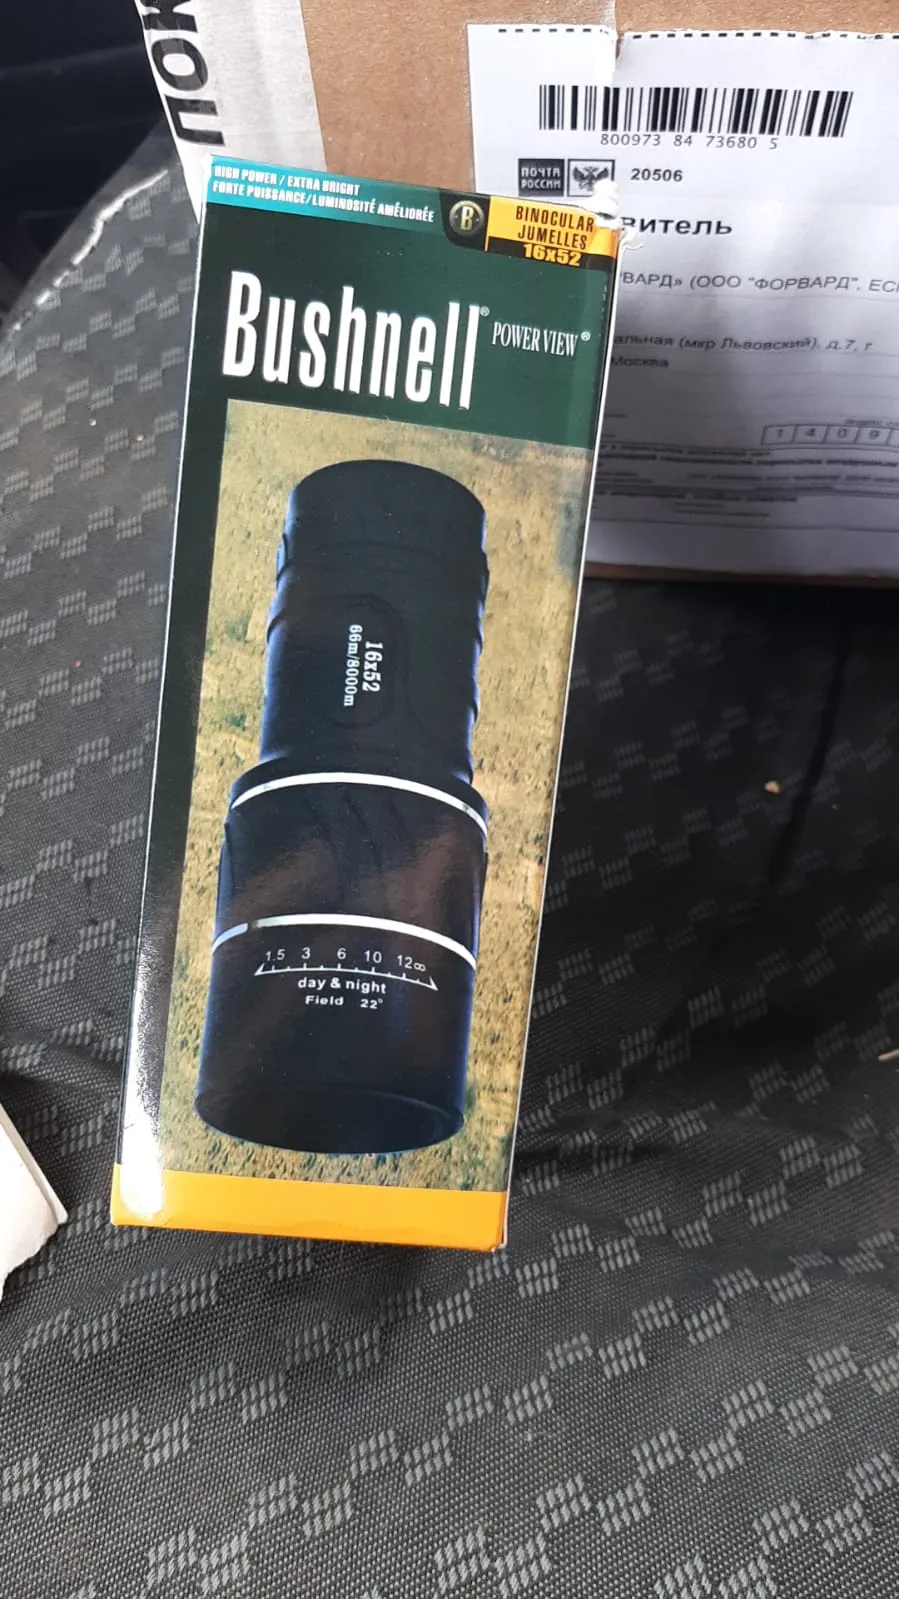 ПОК
800973 84 73680 5
ПОЧТА
РОССИИ
20506
ВИТЕЛЬ
ВАРД» (ООО "ФОРВАРД", ЕС
альная (мкр Львовский), д.7, г
Москва
1 4 0 9
HIGH POWER / EXTRA BRIGHT
FORTE PUISSANCE/LUMINOSITÉ AMÉLIORÉE
B
BINOCULAR
JUMELLES
16x52
Bushnell®
POWER VIEW®
16x52
66m/8000m
1.5 3 6 10 12∞
day & night
Field 22°